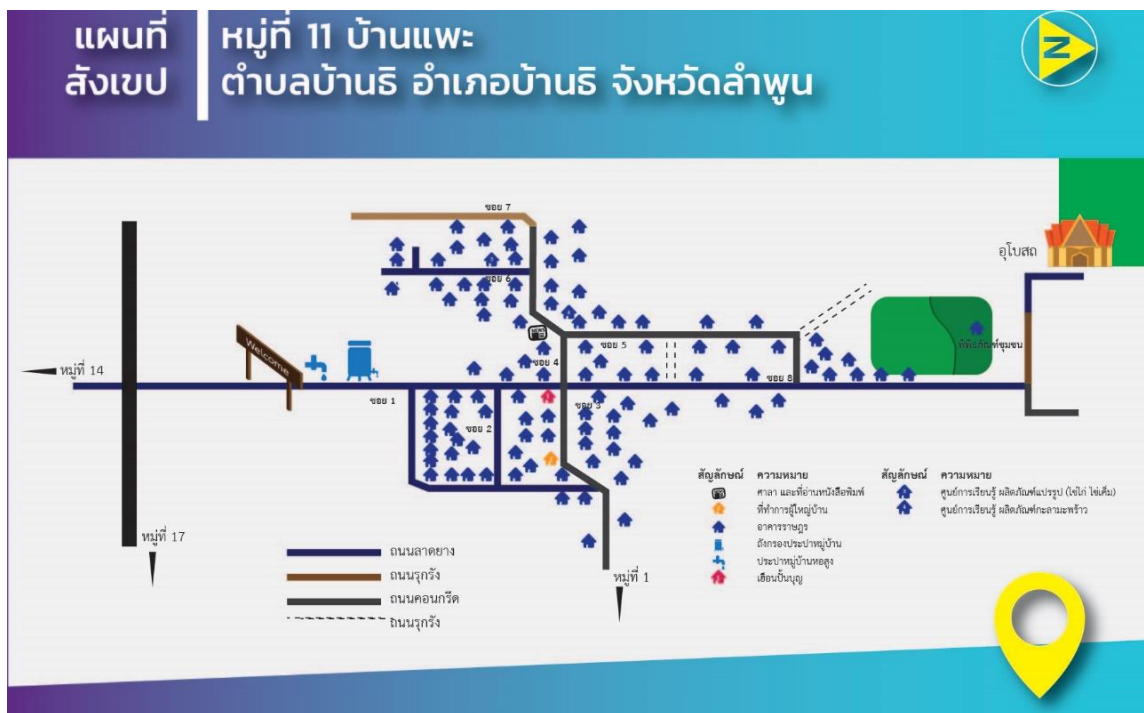 แผนที่
สังเขป
หมู่ที่ 11 บ้านแพะ
ตำบลบ้านธิ อำเภอบ้านธิ จังหวัดลำพูน
N
ซอย 7
อุโบสถ
ซอย 6
NEWS
Welcome
ซอย 5
พิพิธภัณฑ์ชุมชน
หมู่ที่ 14
ซอย 4
ซอย 8
ซอย 1
ซอย 3
ซอย 2
สัญลักษณ์ ความหมาย
ศาลา และที่อ่านหนังสือพิมพ์
ที่ทำการผู้ใหญ่บ้าน
อาคารราษฎร
ถังกรองประปาหมู่บ้าน
ประปาหมู่บ้านหอสูง
เฮือนปั๋นบุญ
สัญลักษณ์ ความหมาย
ศูนย์การเรียนรู้ ผลิตภัณฑ์แปรรูป (ไข่ไก่ ไข่เค็ม)
ศูนย์การเรียนรู้ ผลิตภัณฑ์กะลามะพร้าว
หมู่ที่ 17
ถนนลาดยาง
ถนนรุกรัง
ถนนคอนกรีต
ถนนรุกรัง
หมู่ที่ 1